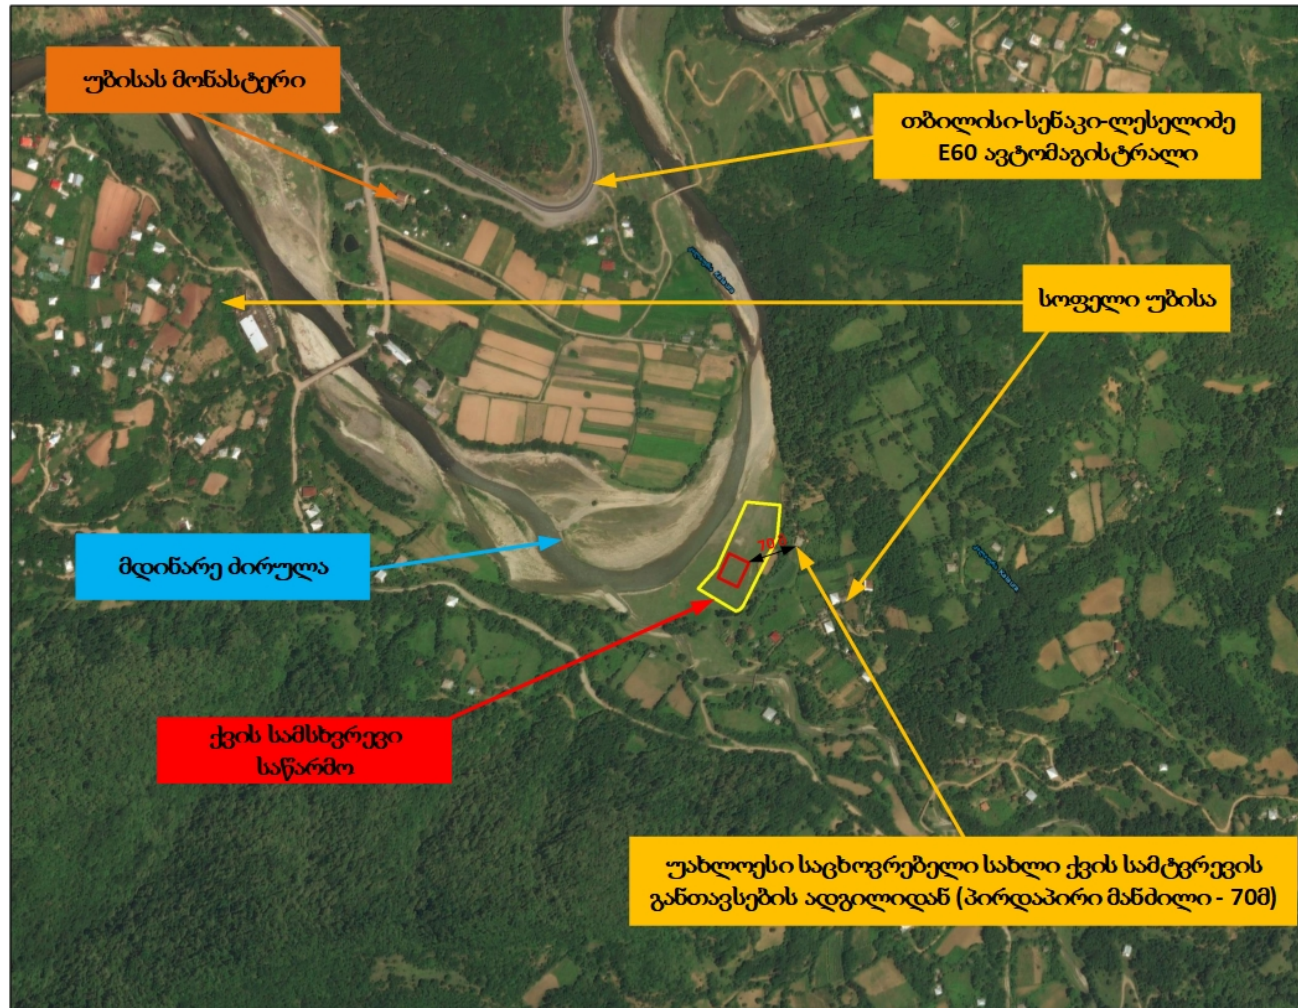 უბისას მონასტერი
თბილისი-სენაკი-ლესელიძე
E60 ავტომაგისტრალი
სოფელი უბისა
მდინარე ძირულა
ქვის სამსხვრევი
საწარმო
უახლოესი საცხოვრებელი სახლი ქვის სამტვრევის
განთავსების ადგილიდან (პირდაპირი მანძილი - 70მ)